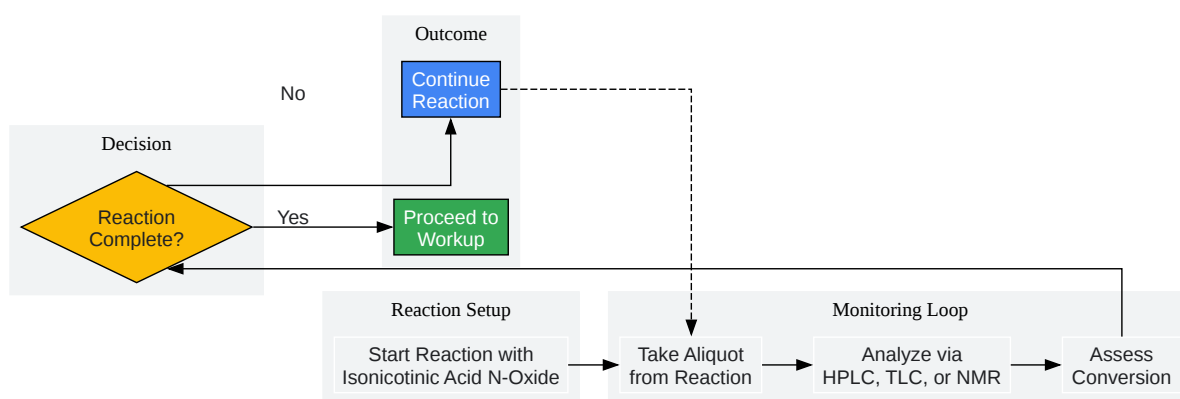 Outcome
Continue
Reaction
No
Decision
Reaction
Complete?
Yes
Proceed to
Workup
Reaction Setup
Start Reaction with
Isonicotinic Acid N-Oxide
Monitoring Loop
Take Aliquot
from Reaction
Analyze via
HPLC, TLC, or NMR
Assess
Conversion